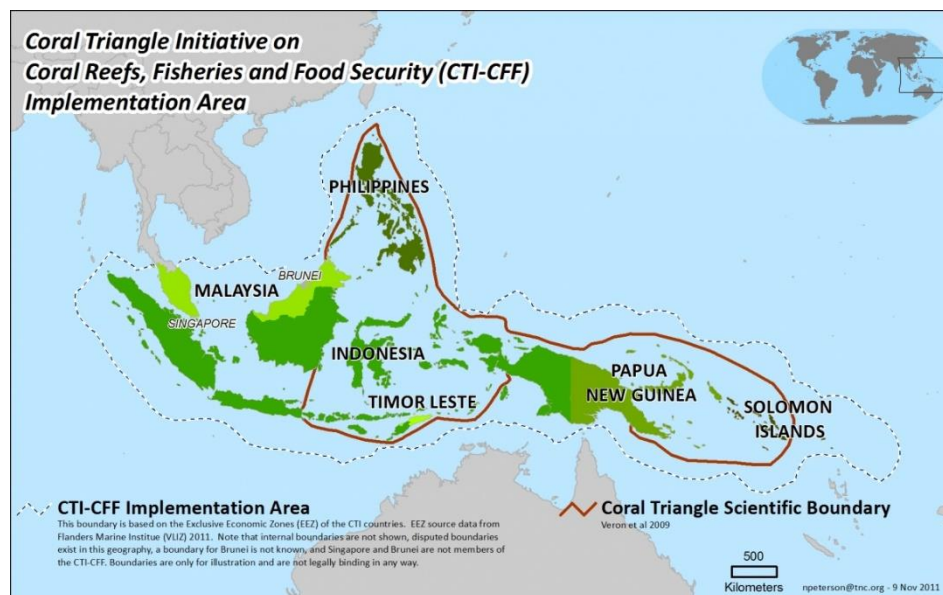 Coral Triangle Initiative on
Coral Reefs, Fisheries and Food Security (CTI-CFF)
Implementation Area
PHILIPPINES
BRUNEI
MALAYSIA
SINGAPORE
INDONESIA
PAPUA
NEW GUINEA
TIMOR LESTE
SOLOMON
ISLANDS
CTI-CFF Implementation Area
This boundary is based on the Exclusive Economic Zones (EEZ) of the CTI countries. EEZ source data from
Flanders Marine Institue (VLIZ) 2011. Note that internal boundaries are not shown, disputed boundaries
exist in this geography, a boundary for Brunei is not known, and Singapore and Brunei are not members of
the CTI-CFF. Boundaries are only for illustration and are not legally binding in any way.
Coral Triangle Scientific Boundary
Veron et al 2009
500
Kilometers
npeterson@tnc.org - 9 Nov 2011